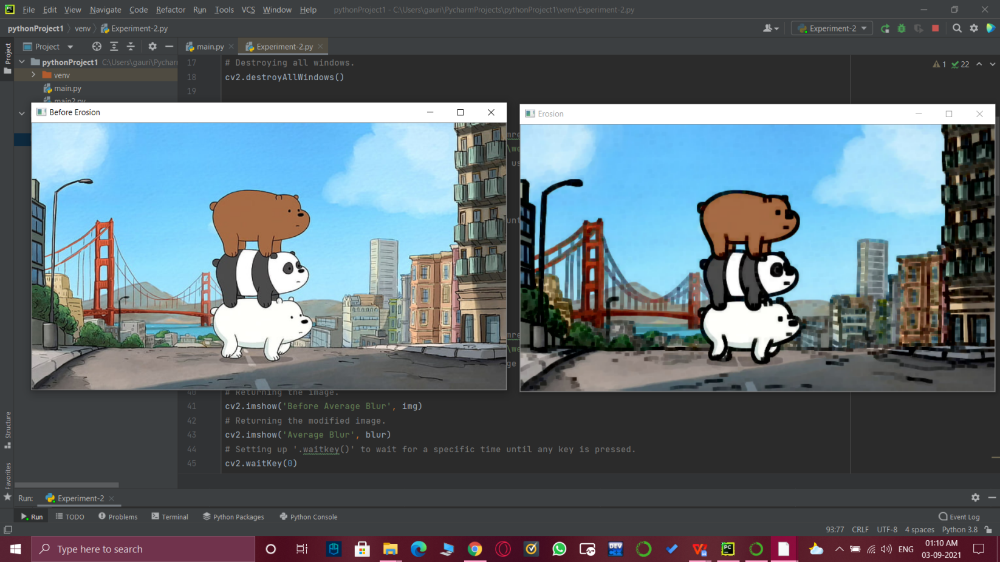 File Edit View Navigate Code Refactor Run Tools VCS Window Help pythonProject1 - C:\Users\gauri\PycharmProjects\pythonProject1\venv\Experiment-2.py
pythonProject1 venv Experiment-2.py Experiment-2
Project main.py Experiment-2.py
Project
pythonProject1 C:\Users\gauri\Pycharm
venv
main.py
main2.py
17 # Destroying all windows.
18 cv2.destroyAllWindows()
19
1 22
Before Erosion
Erosion
40 # Returning the image.
41 cv2.imshow('Before Average Blur', img)
42 # Returning the modified image.
43 cv2.imshow('Average Blur', blur)
44 # Setting up '.waitkey()' to wait for a specific time until any key is pressed.
45 cv2.waitKey(0)
Structure
Favorites
Run: Experiment-2
Run TODO Problems Terminal Python Packages Python Console Event Log
93:77 CRLF UTF-8 4 spaces Python 3.8
Type here to search
DEV
PC
ENG
01:10 AM
03-09-2021